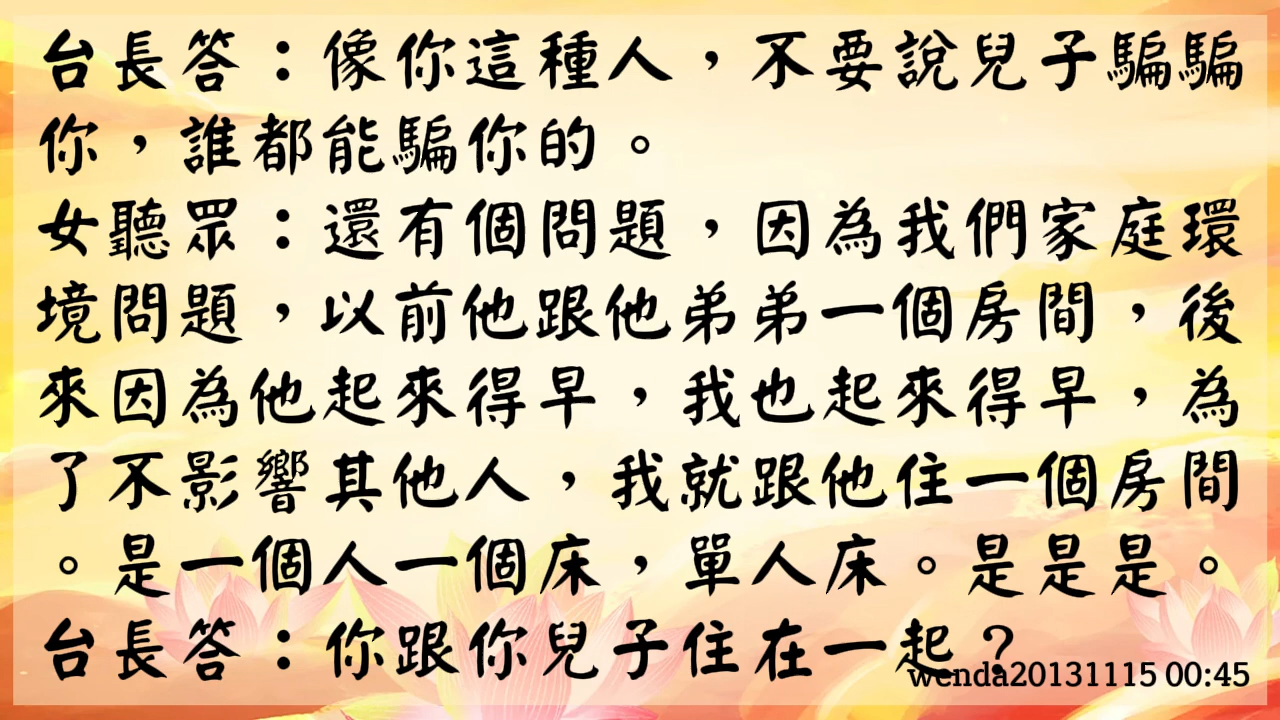 台長答：像你這種人，不要說兒子騙騙
你，誰都能騙你的。
女聽眾：還有個問題，因為我們家庭環
境問題，以前他跟他弟弟一個房間，後
來因為他起來得早，我也起來得早，為
了不影響其他人，我就跟他住一個房間
。是一個人一個床，單人床。是是是。
台長答：你跟你兒子住在一起？
wenda20131115 00:45